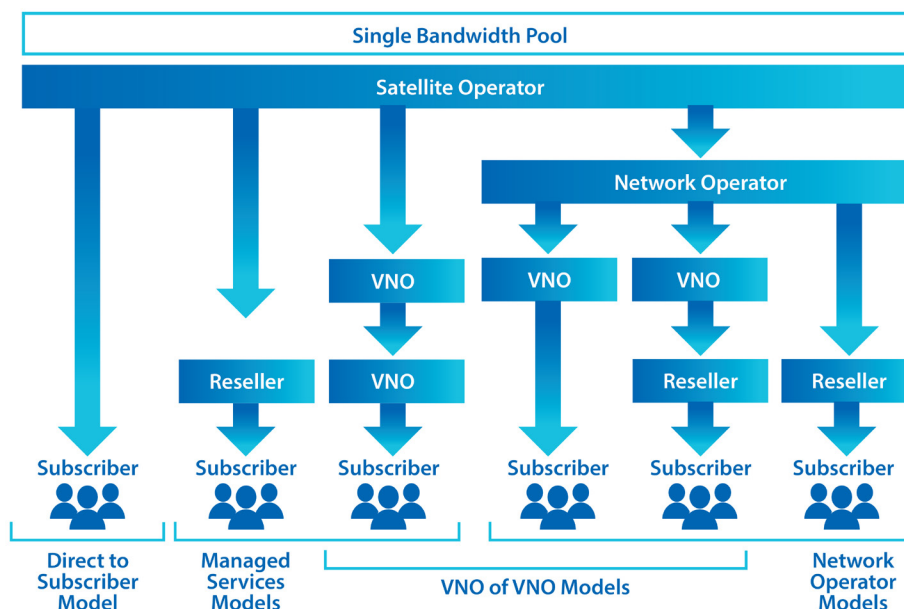 Single Bandwidth Pool
Satellite Operator
Network Operator
VNO
VNO
VNO
Reseller
VNO
Reseller
Reseller
Subscriber
Subscriber
Subscriber
Subscriber
Subscriber
Subscriber
Direct to
Subscriber
Model
Managed
Services
Models
VNO of VNO Models
Network
Operator
Models